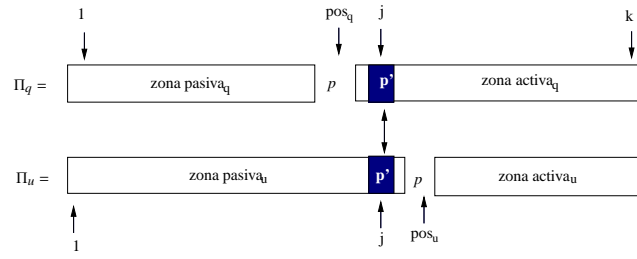 1 pos_q j k
Π_q = zona pasiva_q p p' zona activa_q
Π_u = zona pasiva_u p' p zona activa_u
1 j pos_u